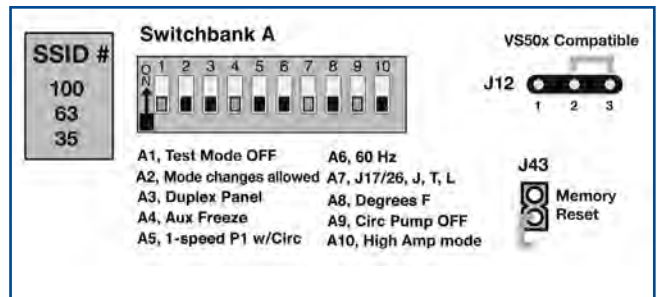 SSID #
100
63
35
Switchbank A
ON
1 2 3 4 5 6 7 8 9 10
A1, Test Mode OFF
A2, Mode changes allowed
A3, Duplex Panel
A4, Aux Freeze
A5, 1-speed P1 w/Circ
A6, 60 Hz
A7, J17/26, J, T, L
A8, Degrees F
A9, Circ Pump OFF
A10, High Amp mode
VS50x Compatible
J12
1 2 3
J43
Memory
Reset